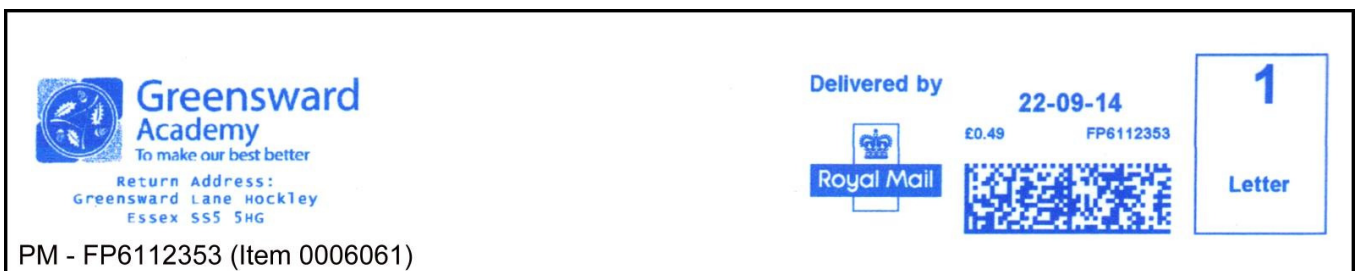 Greensward
Academy
To make our best better
Return Address:
Greensward Lane Hockley
Essex SS5 5HG
Delivered by
Royal Mail
22-09-14
£0.49 FP6112353
1
Letter
PM - FP6112353 (Item 0006061)